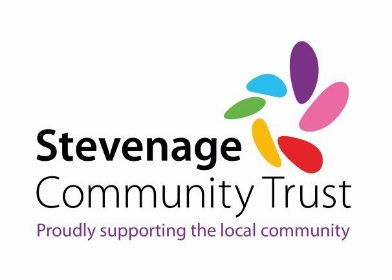 Stevenage
Community Trust
Proudly supporting the local community